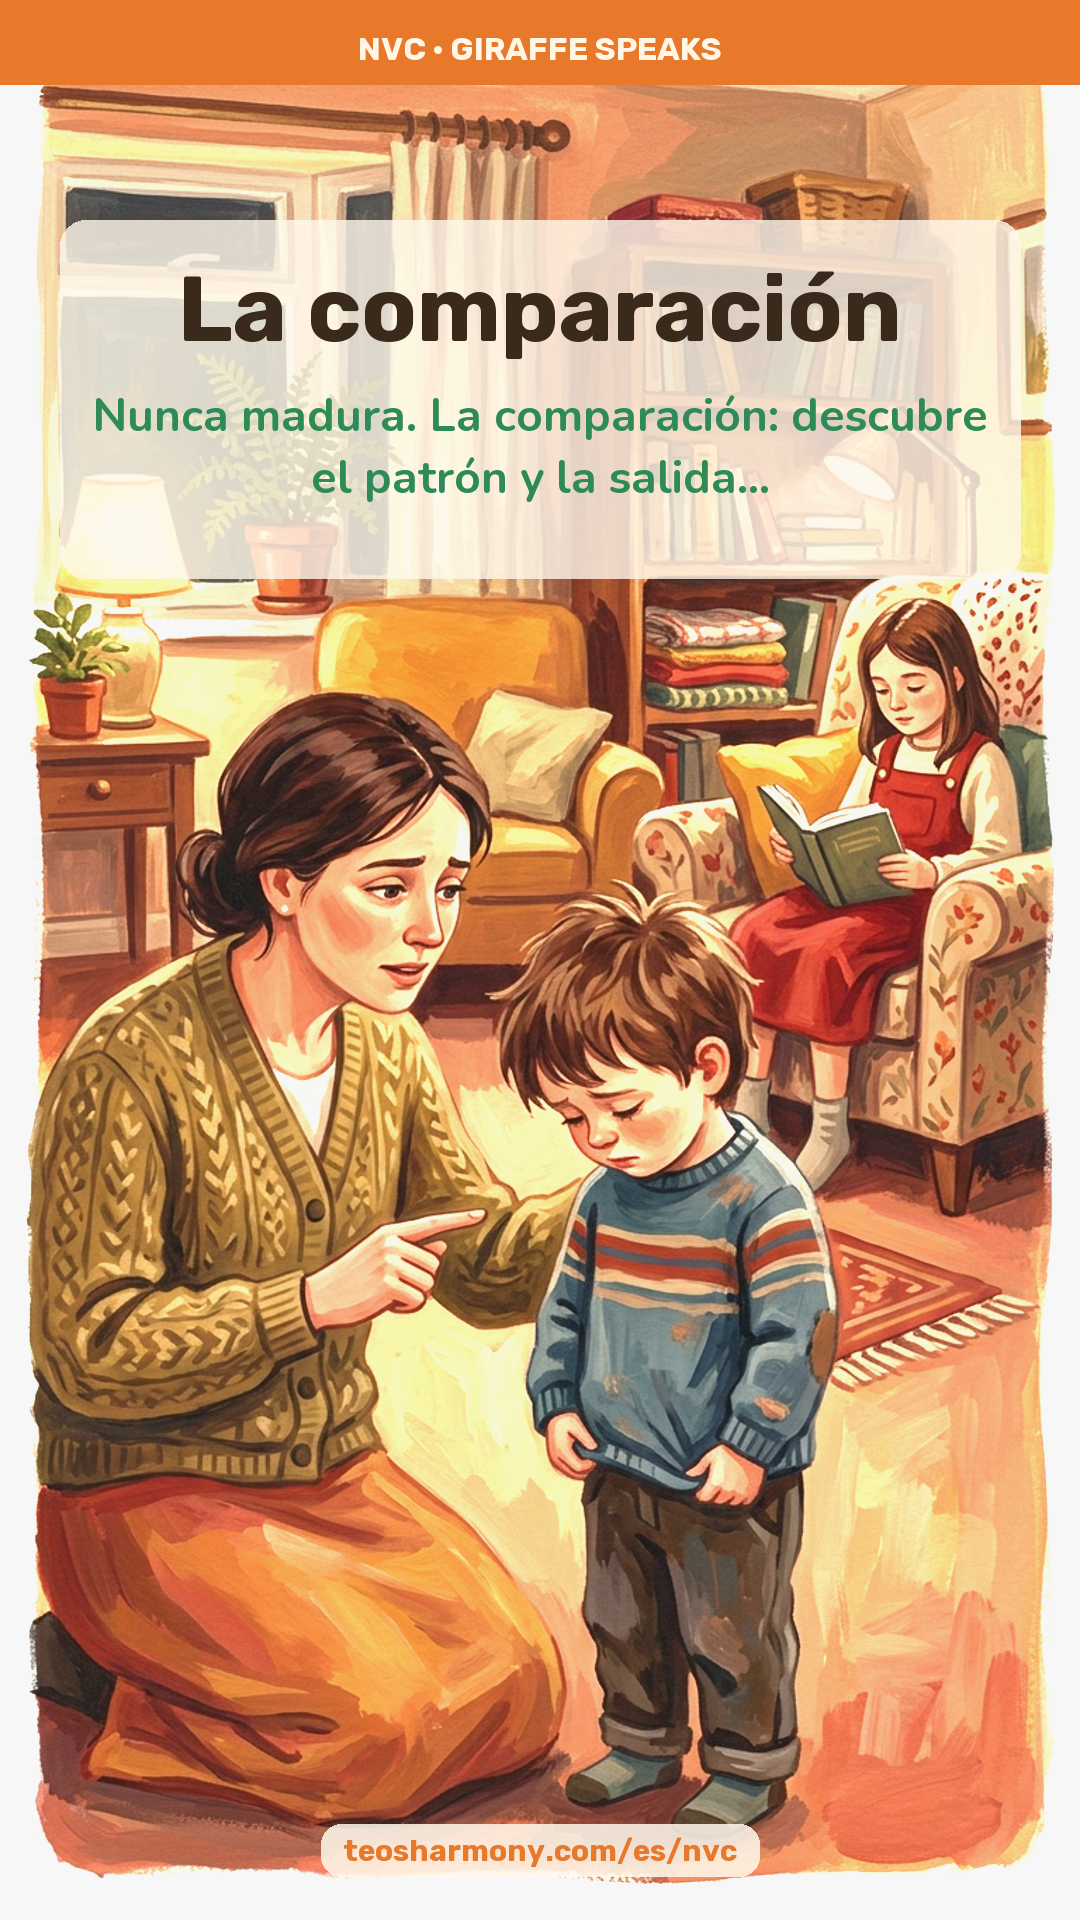 NVC • GIRAFFE SPEAKS
La comparación
Nunca madura. La comparación: descubre
el patrón y la salida...
teosharmony.com/es/nvc